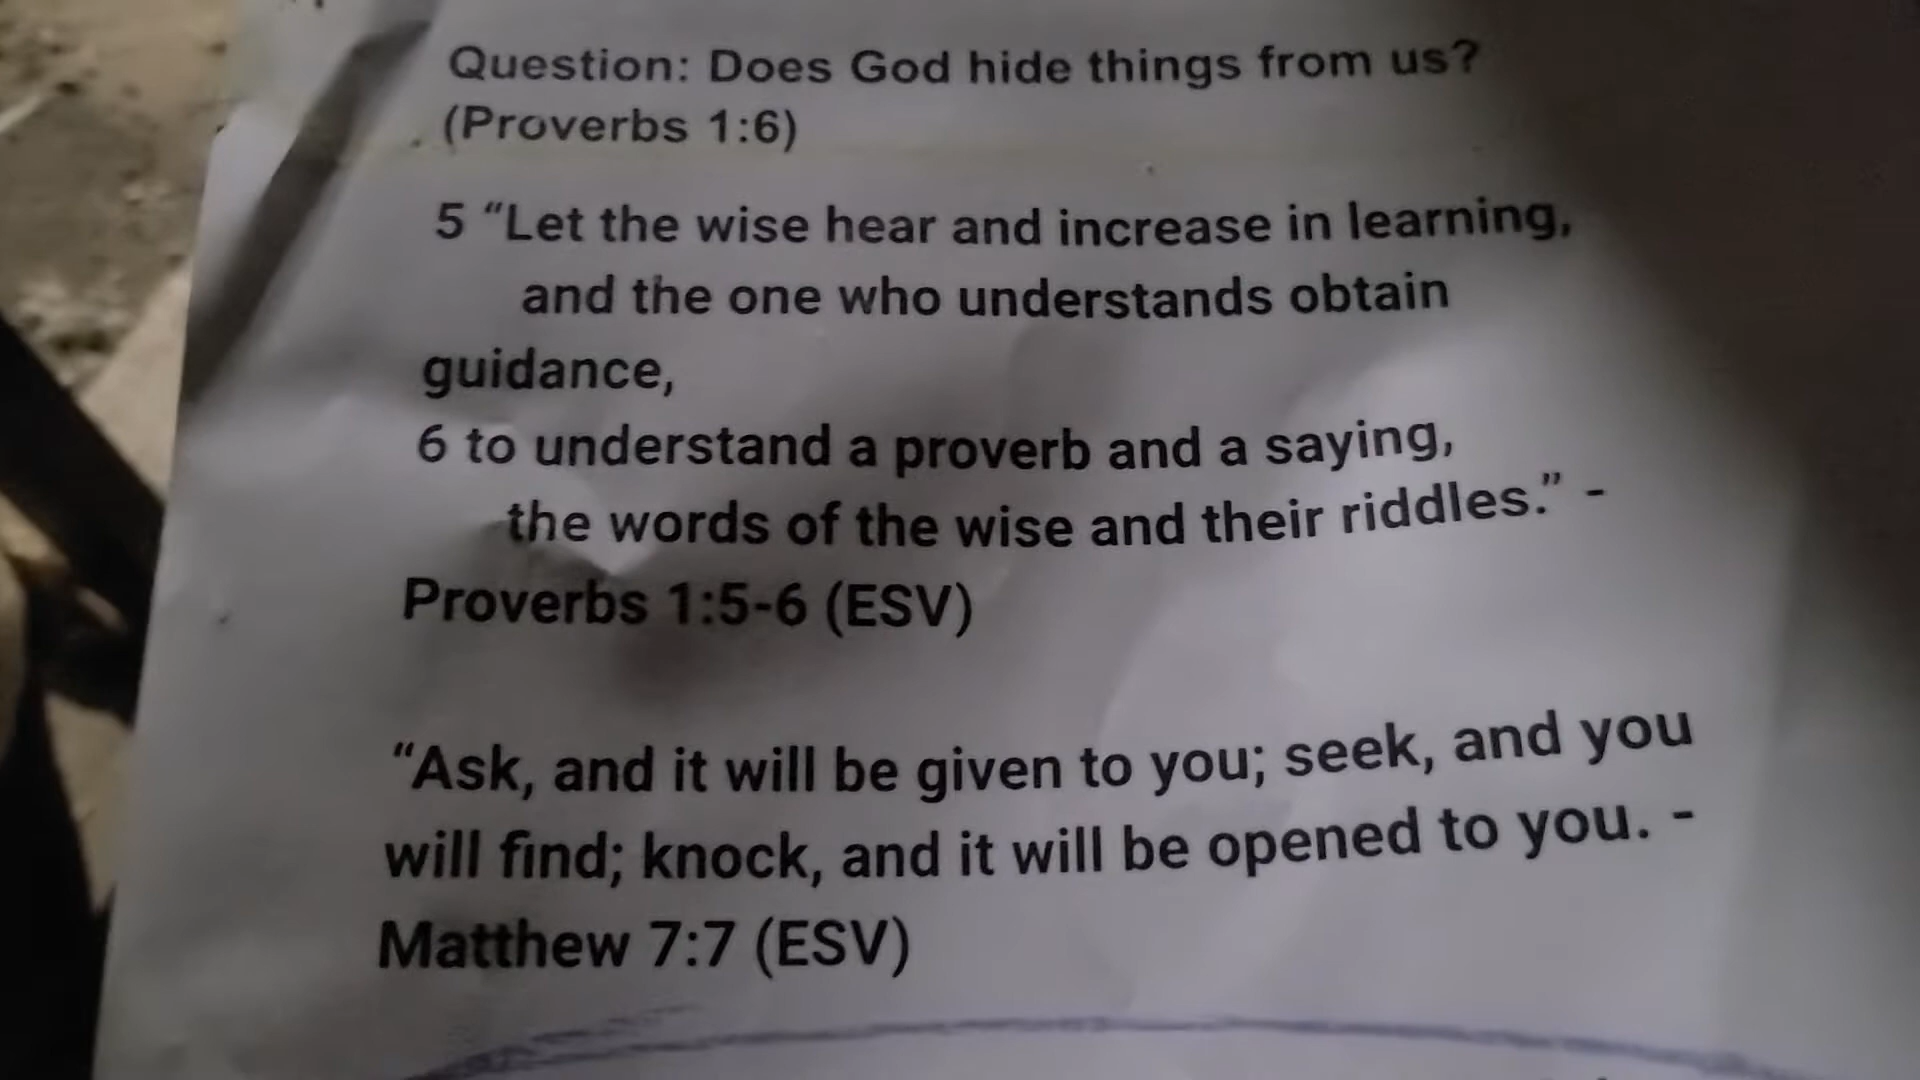 Question: Does God hide things from us?
(Proverbs 1:6)
5 “Let the wise hear and increase in learning,
and the one who understands obtain
guidance,
6 to understand a proverb and a saying,
the words of the wise and their riddles.” -
Proverbs 1:5-6 (ESV)
“Ask, and it will be given to you; seek, and you
will find; knock, and it will be opened to you. -
Matthew 7:7 (ESV)